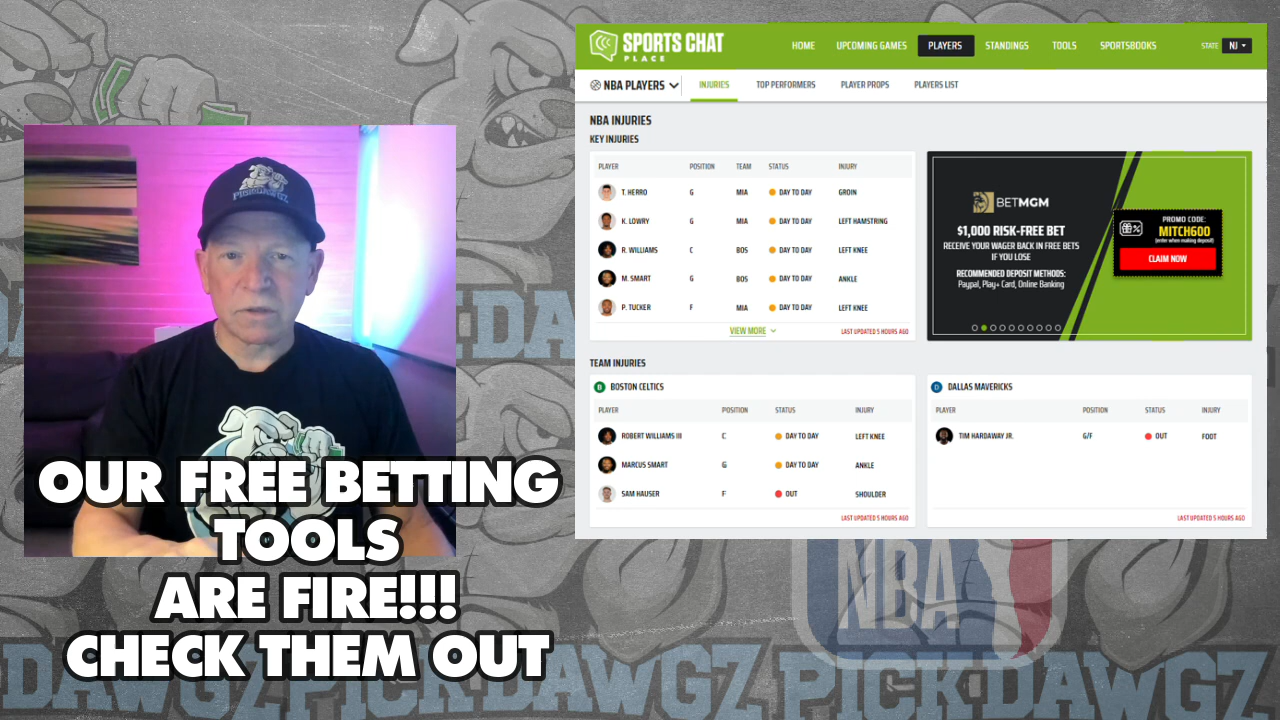 SPORTS CHAT
PLACE
HOME UPCOMING GAMES PLAYERS STANDINGS TOOLS SPORTSBOOKS STATE NJ
NBA PLAYERS INJURIES TOP PERFORMERS PLAYER PROPS PLAYERS LIST
NBA INJURIES
KEY INJURIES
PLAYER POSITION TEAM STATUS INJURY
T. HERRO G MIA DAY TO DAY GROIN
K. LOWRY G MIA DAY TO DAY LEFT HAMSTRING
R. WILLIAMS C BOS DAY TO DAY LEFT KNEE
M. SMART G BOS DAY TO DAY ANKLE
P. TUCKER F MIA DAY TO DAY LEFT KNEE
VIEW MORE LAST UPDATED 5 HOURS AGO
BETMGM
$1,000 RISK-FREE BET
RECEIVE YOUR WAGER BACK IN FREE BETS
IF YOU LOSE
RECOMMENDED DEPOSIT METHODS:
Paypal, Play+ Card, Online Banking
PROMO CODE:
MITCH600
(enter when making deposit)
CLAIM NOW
TEAM INJURIES
B BOSTON CELTICS
PLAYER POSITION STATUS INJURY
ROBERT WILLIAMS III C DAY TO DAY LEFT KNEE
MARCUS SMART G DAY TO DAY ANKLE
SAM HAUSER F OUT SHOULDER
LAST UPDATED 5 HOURS AGO
D DALLAS MAVERICKS
PLAYER POSITION STATUS INJURY
TIM HARDAWAY JR. G/F OUT FOOT
LAST UPDATED 5 HOURS AGO
PICKDAWGZ
OUR FREE BETTING
TOOLS
ARE FIRE!!!
CHECK THEM OUT
NBA
DAWGZ PICKDAWGZ PICKDAWGZ